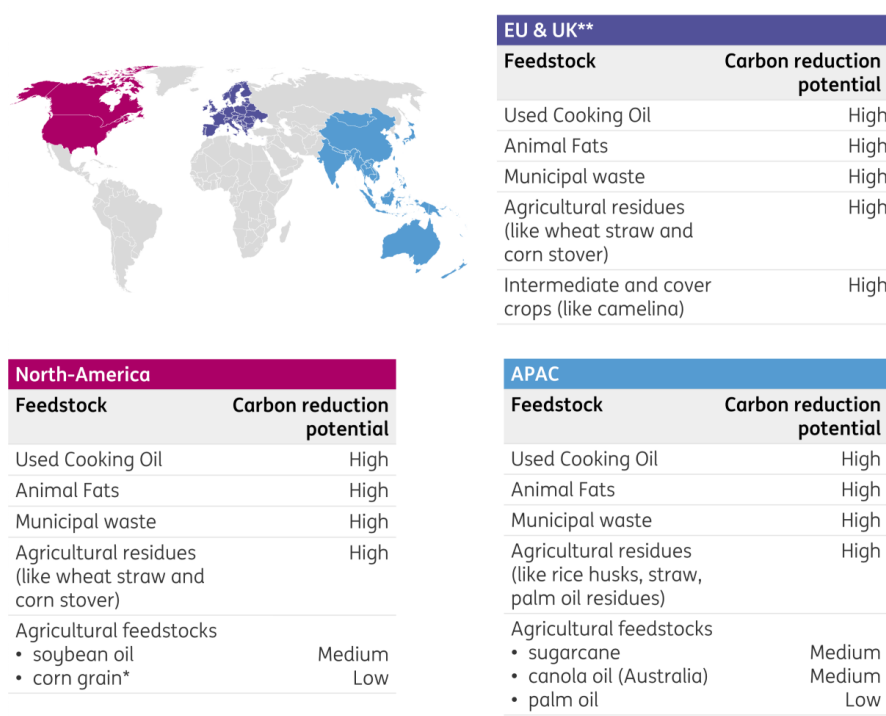 EU & UK**
Feedstock Carbon reduction
potential
Used Cooking Oil High
Animal Fats High
Municipal waste High
Agricultural residues High
(like wheat straw and
corn stover)
Intermediate and cover High
crops (like camelina)
North-America
Feedstock Carbon reduction
potential
Used Cooking Oil High
Animal Fats High
Municipal waste High
Agricultural residues High
(like wheat straw and
corn stover)
Agricultural feedstocks
• soybean oil Medium
• corn grain* Low
APAC
Feedstock Carbon reduction
potential
Used Cooking Oil High
Animal Fats High
Municipal waste High
Agricultural residues High
(like rice husks, straw,
palm oil residues)
Agricultural feedstocks
• sugarcane Medium
• canola oil (Australia) Medium
• palm oil Low